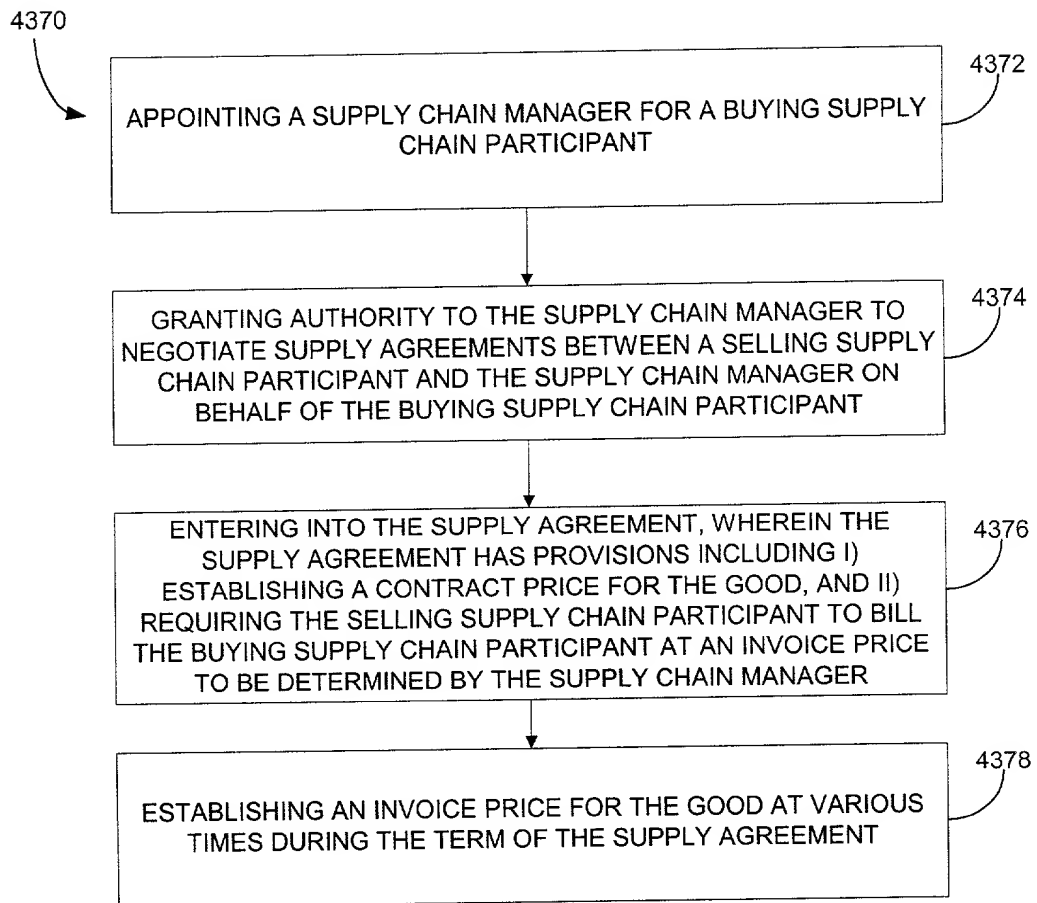 4370
4372
APPOINTING A SUPPLY CHAIN MANAGER FOR A BUYING SUPPLY
CHAIN PARTICIPANT
4374
GRANTING AUTHORITY TO THE SUPPLY CHAIN MANAGER TO
NEGOTIATE SUPPLY AGREEMENTS BETWEEN A SELLING SUPPLY
CHAIN PARTICIPANT AND THE SUPPLY CHAIN MANAGER ON
BEHALF OF THE BUYING SUPPLY CHAIN PARTICIPANT
4376
ENTERING INTO THE SUPPLY AGREEMENT, WHEREIN THE
SUPPLY AGREEMENT HAS PROVISIONS INCLUDING I)
ESTABLISHING A CONTRACT PRICE FOR THE GOOD, AND II)
REQUIRING THE SELLING SUPPLY CHAIN PARTICIPANT TO BILL
THE BUYING SUPPLY CHAIN PARTICIPANT AT AN INVOICE PRICE
TO BE DETERMINED BY THE SUPPLY CHAIN MANAGER
4378
ESTABLISHING AN INVOICE PRICE FOR THE GOOD AT VARIOUS
TIMES DURING THE TERM OF THE SUPPLY AGREEMENT